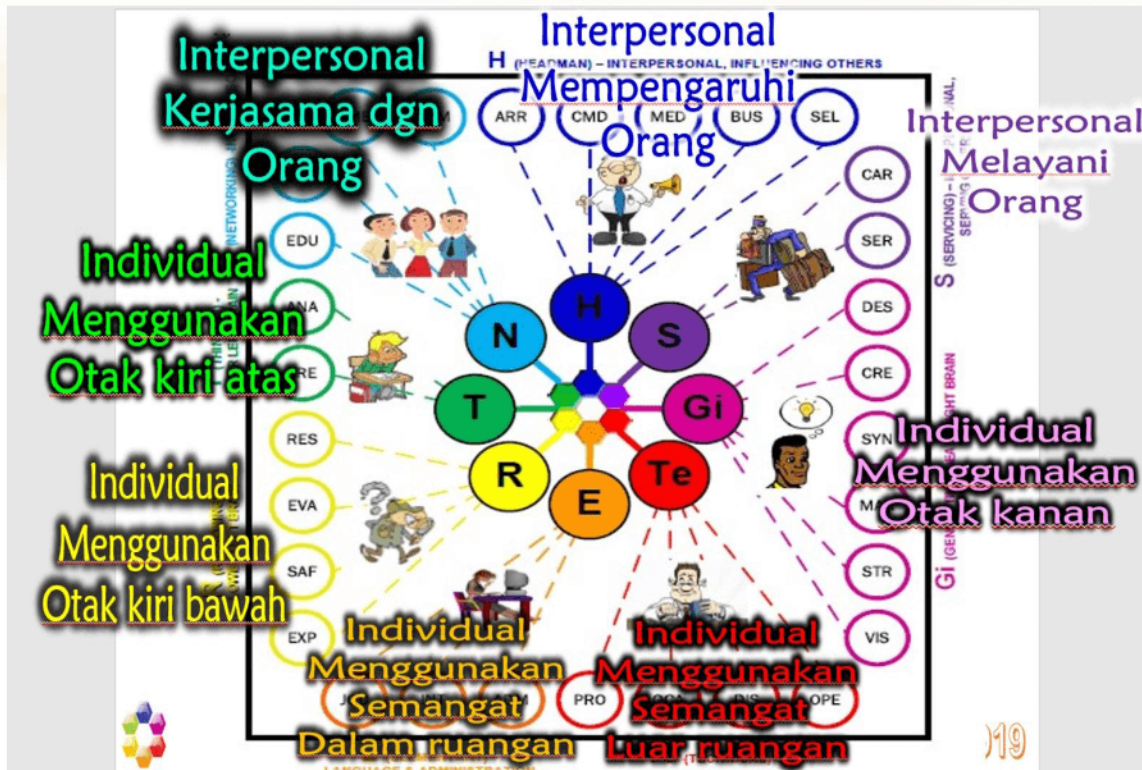 Interpersonal
Kerjasama dgn
Orang
Interpersonal
H (HEADMAN) – INTERPERSONAL, INFLUENCING OTHERS
Mempengaruhi
Orang
Interpersonal
Melayani
Orang
ARR
CMD
MED
BUS
SEL
CAR
SER
DES
CRE
SYN
STR
VIS
S (SERVICING) –
(NETWORKING)
EDU
Individual
Menggunakan
Otak kiri atas
RES
EVA
SAF
EXP
Individual
Menggunakan
Otak kiri bawah
N
H
S
T
Gi
R
E
Te
Individual
Menggunakan
Otak kanan
Gi
BRAIN
Individual
Menggunakan
Semangat
Dalam ruangan
PRO
OPE
Individual
Menggunakan
Semangat
Luar ruangan
LANGUAGE & ADMINISTRATION